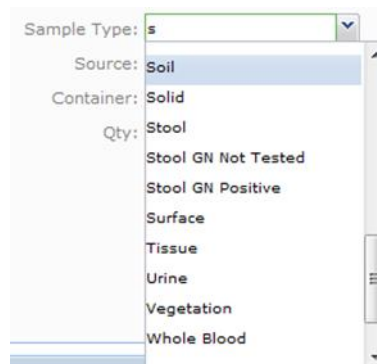 Sample Type: s
Source: Soil
Container: Solid
Qty: Stool
Stool GN Not Tested
Stool GN Positive
Surface
Tissue
Urine
Vegetation
Whole Blood